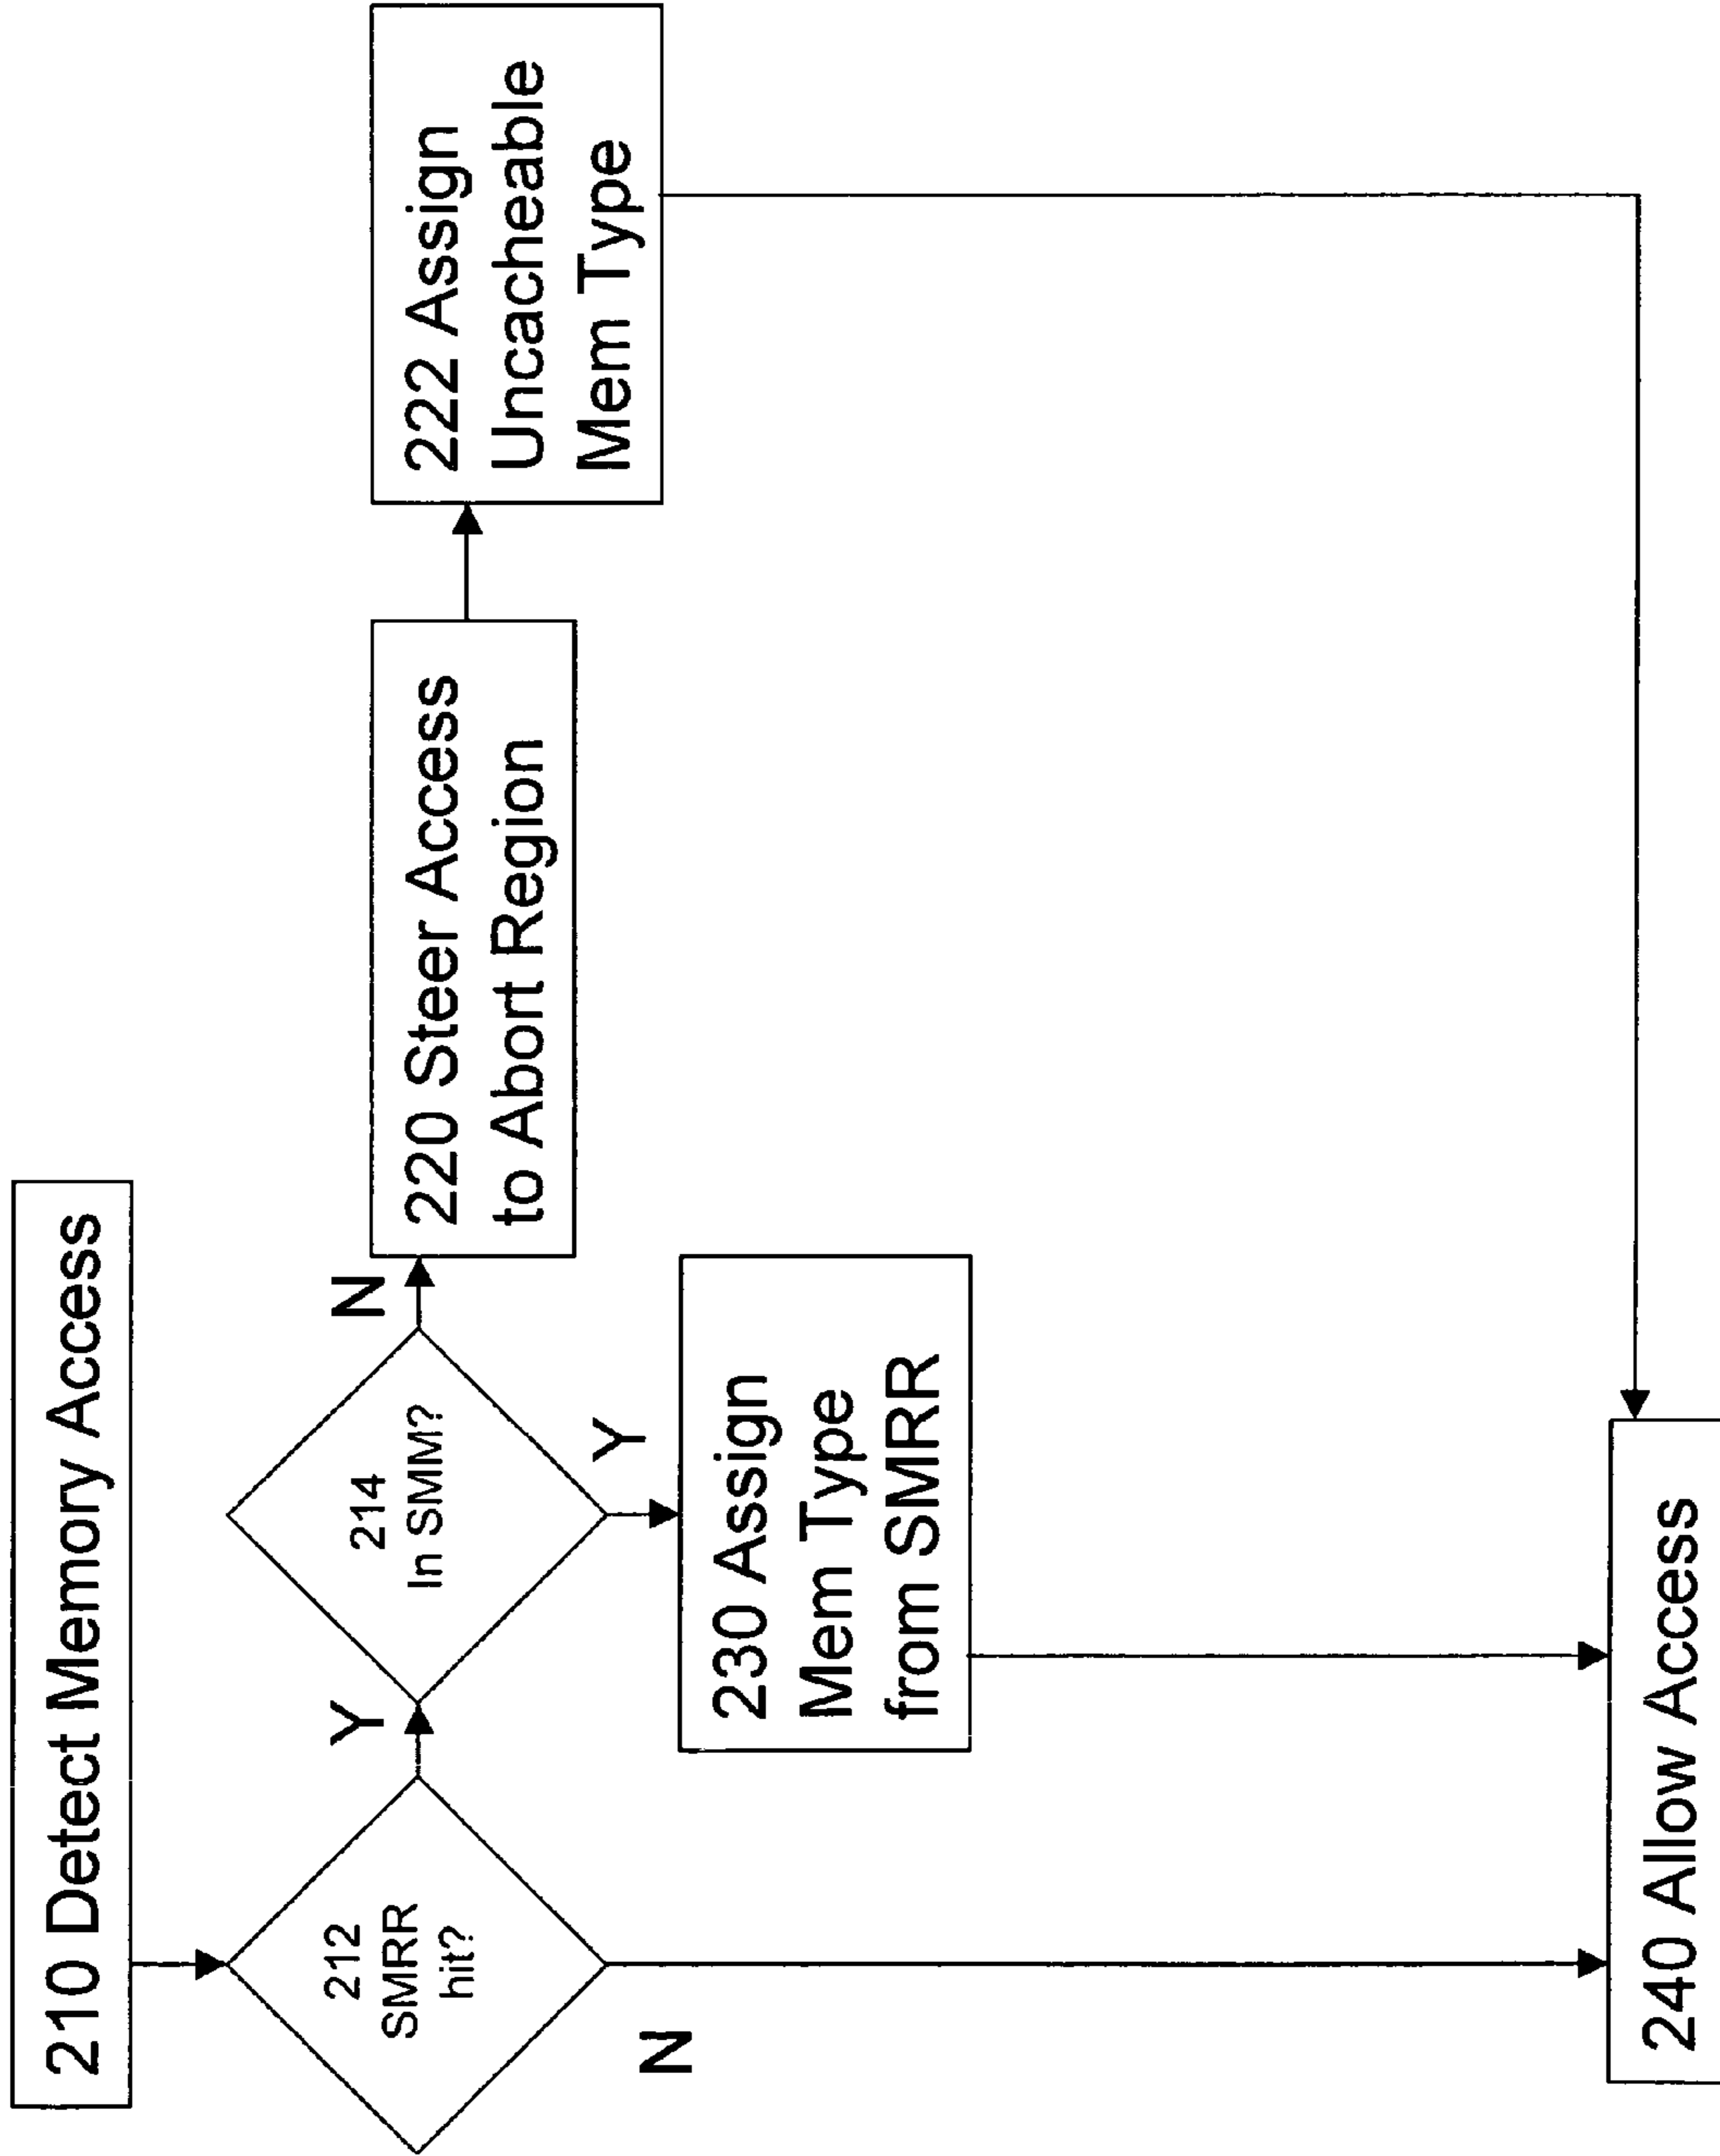 210 Detect Memory Access
212
SMRR
hit?
Y
N
214
In SMM?
N
Y
220 Steer Access
to Abort Region
222 Assign
Uncacheable
Mem Type
230 Assign
Mem Type
from SMRR
240 Allow Access